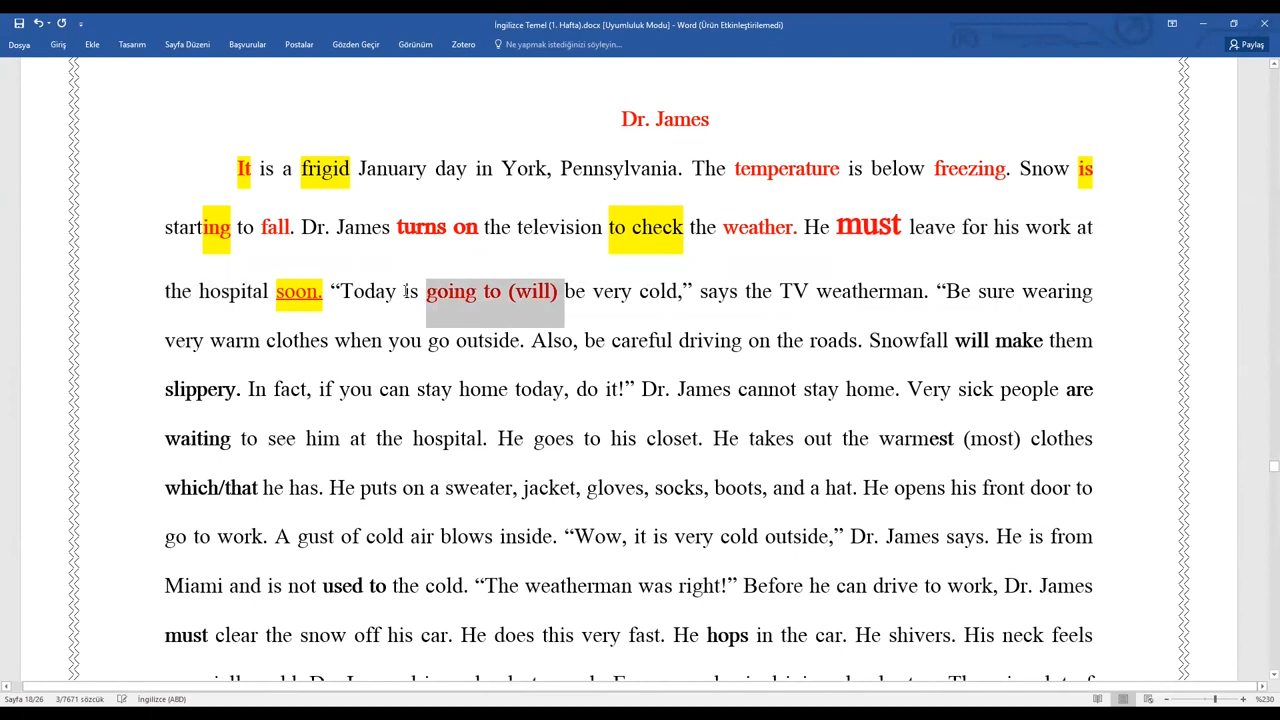 İngilizce Temel (1. Hafta).docx [Uyumluluk Modu] - Word (Ürün Etkinleştirilemedi)
Dosya Giriş Ekle Tasarım Sayfa Düzeni Başvurular Postalar Gözden Geçir Görünüm Zotero Ne yapmak istediğinizi söyleyin... Paylaş
Dr. James
It is a frigid January day in York, Pennsylvania. The temperature is below freezing. Snow is
starting to fall. Dr. James turns on the television to check the weather. He must leave for his work at
the hospital soon. “Today is going to (will) be very cold,” says the TV weatherman. “Be sure wearing
very warm clothes when you go outside. Also, be careful driving on the roads. Snowfall will make them
slippery. In fact, if you can stay home today, do it!” Dr. James cannot stay home. Very sick people are
waiting to see him at the hospital. He goes to his closet. He takes out the warmest (most) clothes
which/that he has. He puts on a sweater, jacket, gloves, socks, boots, and a hat. He opens his front door to
go to work. A gust of cold air blows inside. “Wow, it is very cold outside,” Dr. James says. He is from
Miami and is not used to the cold. “The weatherman was right!” Before he can drive to work, Dr. James
must clear the snow off his car. He does this very fast. He hops in the car. He shivers. His neck feels
Sayfa 18/26 3/7671 sözcük İngilizce (ABD) %230